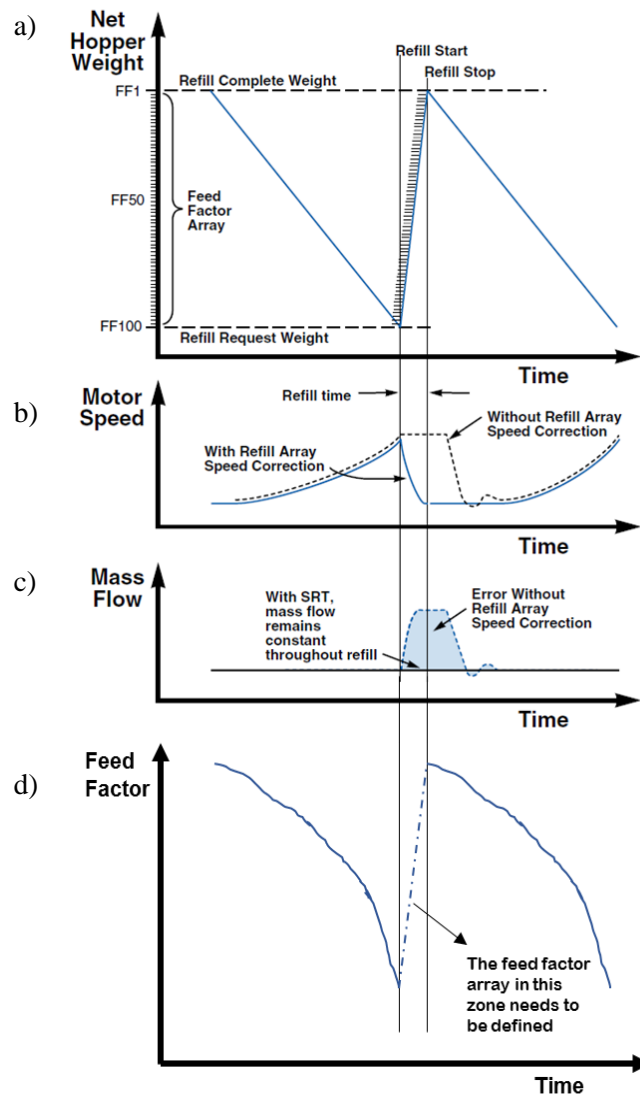 a)
Net
Hopper
Weight
Refill Start
Refill Stop
Refill Complete Weight
FF1
FF50
Feed
Factor
Array
FF100
Refill Request Weight
Time
b)
Motor
Speed
Refill time
Without Refill Array
Speed Correction
With Refill Array
Speed Correction
Time
c)
Mass
Flow
With SRT,
mass flow
remains
constant
throughout refill
Error Without
Refill Array
Speed Correction
Time
d)
Feed
Factor
The feed factor
array in this
zone needs to
be defined
Time